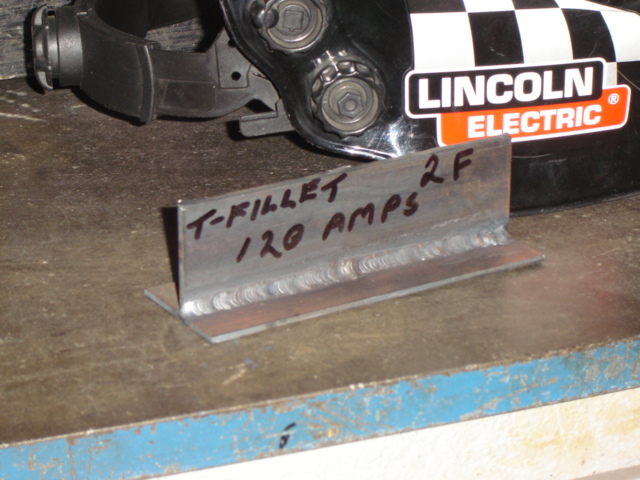 LINCOLN
ELECTRIC ®
T-FILLET 2F
120 AMPS